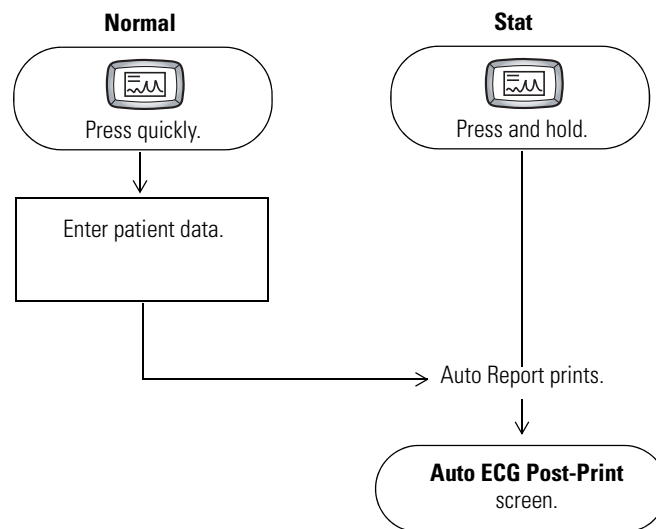 Normal
Stat
Press quickly.
Press and hold.
Enter patient data.
Auto Report prints.
Auto ECG Post-Print
screen.